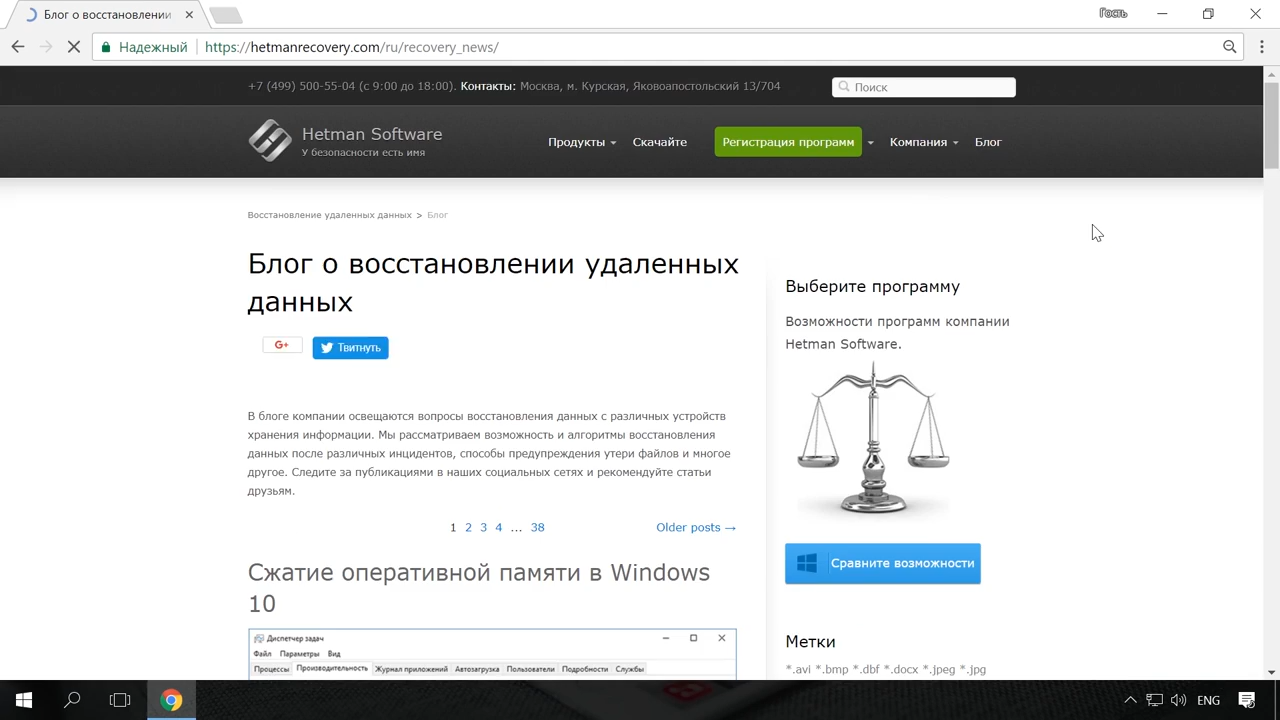 Блог о восстановлении
Гость
Надежный https://hetmanrecovery.com/ru/recovery_news/
+7 (499) 500-55-04 (с 9:00 до 18:00). Контакты: Москва, м. Курская, Яковоапостольский 13/704
Поиск
Hetman Software
У безопасности есть имя
Продукты Скачайте Регистрация программ Компания Блог
Восстановление удаленных данных > Блог
Блог о восстановлении удаленных
данных
G+ Твитнуть
В блоге компании освещаются вопросы восстановления данных с различных устройств
хранения информации. Мы рассматриваем возможность и алгоритмы восстановления
данных после различных инцидентов, способы предупреждения утери файлов и многое
другое. Следите за публикациями в наших социальных сетях и рекомендуйте статьи
друзьям.
1 2 3 4 ... 38 Older posts →
Сжатие оперативной памяти в Windows
10
Диспетчер задач
Файл Параметры Вид
Процессы Производительность Журнал приложений Автозагрузка Пользователи Подробности Службы
Выберите программу
Возможности программ компании
Hetman Software.
Сравните возможности
Метки
*.avi *.bmp *.dbf *.docx *.jpeg *.jpg
ENG